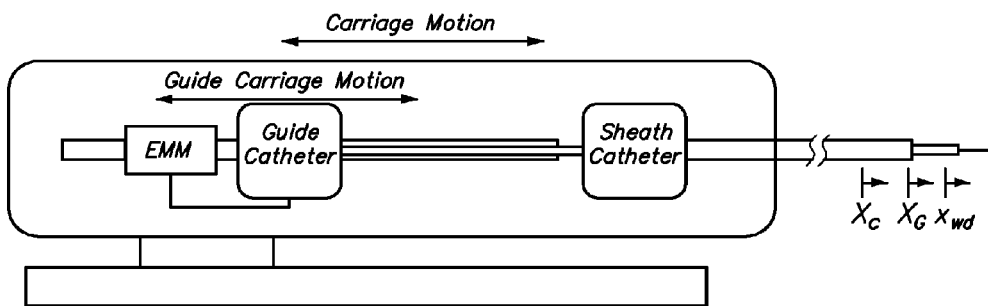 Carriage Motion
Guide Carriage Motion
EMM
Guide
Catheter
Sheath
Catheter
X_C
X_G
x_wd